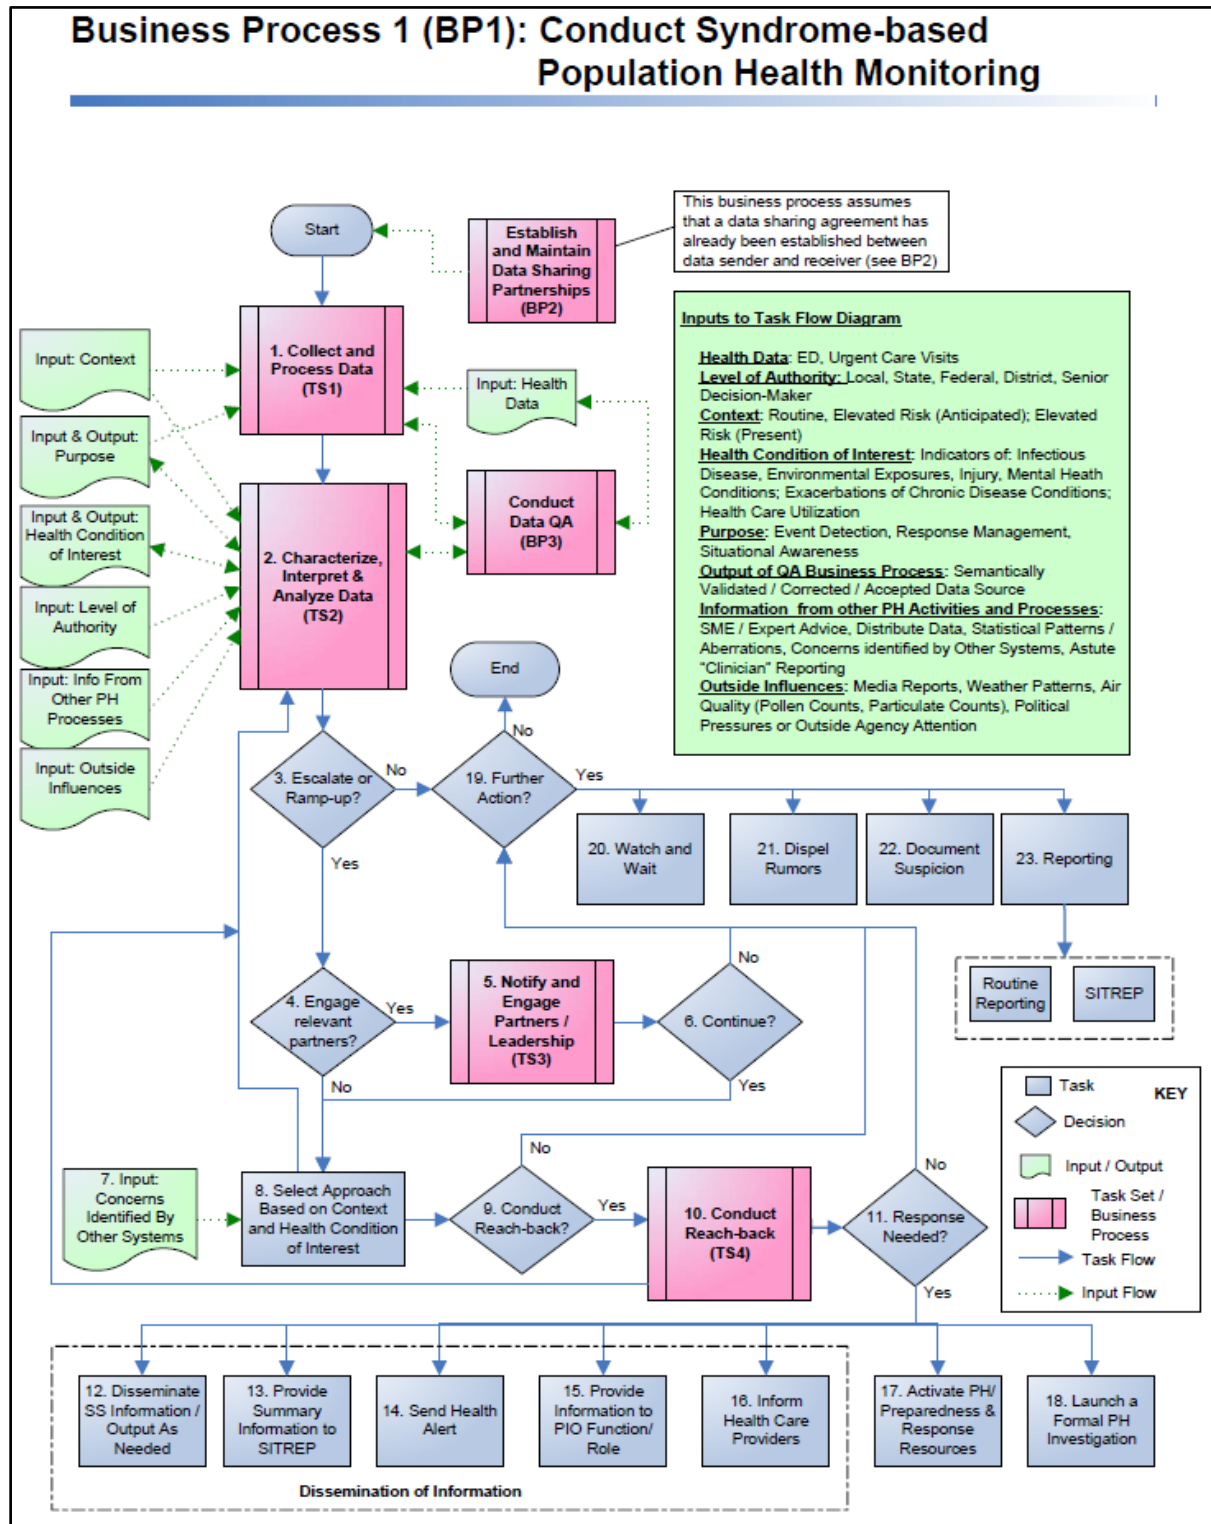 Business Process 1 (BP1): Conduct Syndrome-based
Population Health Monitoring
Start
Establish
and Maintain
Data Sharing
Partnerships
(BP2)
This business process assumes
that a data sharing agreement has
already been established between
data sender and receiver (see BP2)
Input: Context
1. Collect and
Process Data
(TS1)
Input: Health
Data
Input & Output:
Purpose
Input & Output:
Health Condition
of Interest
2. Characterize,
Interpret &
Analyze Data
(TS2)
Conduct
Data QA
(BP3)
Input: Level of
Authority
Input: Info From
Other PH
Processes
Input: Outside
Influences
Inputs to Task Flow Diagram
Health Data: ED, Urgent Care Visits
Level of Authority: Local, State, Federal, District, Senior
Decision-Maker
Context: Routine, Elevated Risk (Anticipated); Elevated
Risk (Present)
Health Condition of Interest: Indicators of: Infectious
Disease, Environmental Exposures, Injury, Mental Heath
Conditions; Exacerbations of Chronic Disease Conditions;
Health Care Utilization
Purpose: Event Detection, Response Management,
Situational Awareness
Output of QA Business Process: Semantically
Validated / Corrected / Accepted Data Source
Information from other PH Activities and Processes:
SME / Expert Advice, Distribute Data, Statistical Patterns /
Aberrations, Concerns identified by Other Systems, Astute
"Clinician" Reporting
Outside Influences: Media Reports, Weather Patterns, Air
Quality (Pollen Counts, Particulate Counts), Political
Pressures or Outside Agency Attention
End
No
3. Escalate or
Ramp-up?
No
19. Further
Action?
Yes
20. Watch and
Wait
21. Dispel
Rumors
22. Document
Suspicion
23. Reporting
Yes
Routine
Reporting
SITREP
4. Engage
relevant
partners?
Yes
5. Notify and
Engage
Partners /
Leadership
(TS3)
No
6. Continue?
Yes
No
KEY
Task
Decision
Input / Output
Task Set /
Business
Process
Task Flow
Input Flow
7. Input:
Concerns
Identified By
Other Systems
8. Select Approach
Based on Context
and Health Condition
of Interest
No
9. Conduct
Reach-back?
Yes
10. Conduct
Reach-back
(TS4)
No
11. Response
Needed?
Yes
12. Disseminate
SS Information /
Output As
Needed
13. Provide
Summary
Information to
SITREP
14. Send Health
Alert
15. Provide
Information to
PIO Function/
Role
16. Inform
Health Care
Providers
17. Activate PH/
Preparedness &
Response
Resources
18. Launch a
Formal PH
Investigation
Dissemination of Information